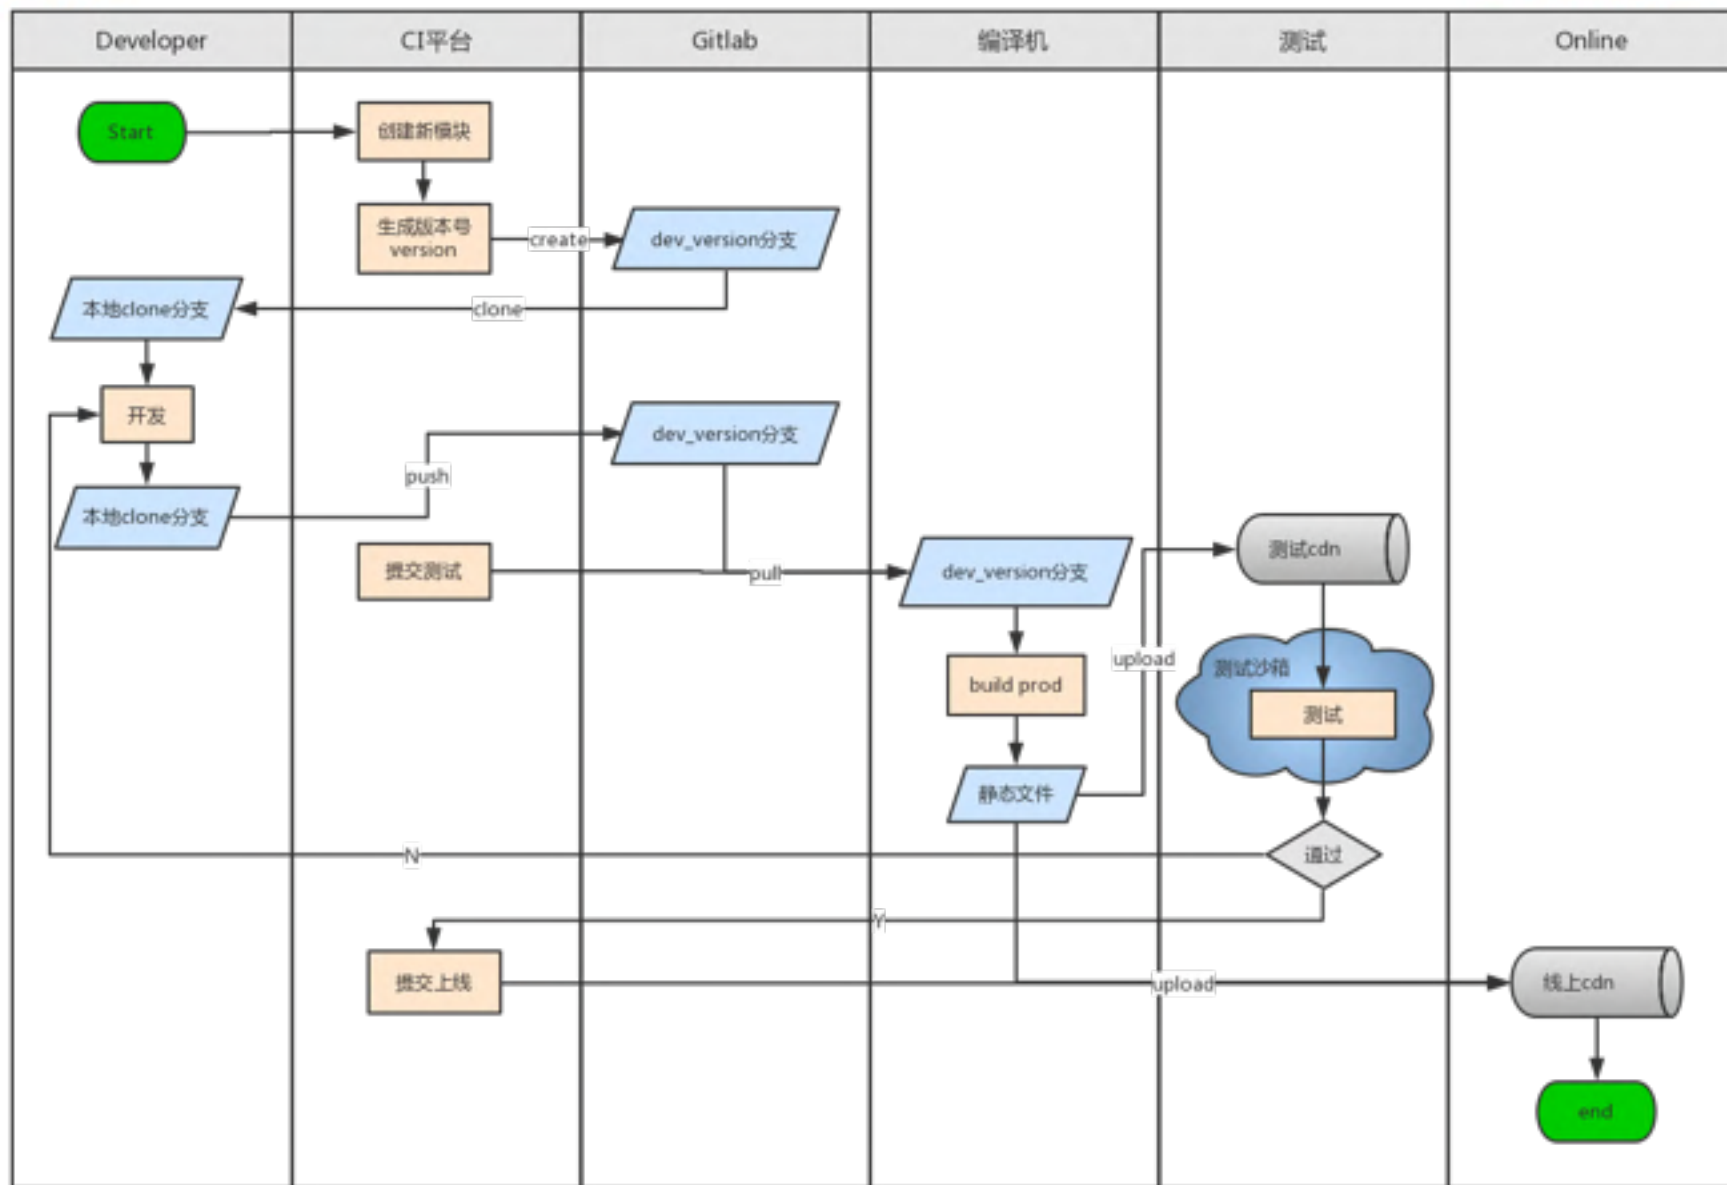 Developer
CI平台
Gitlab
编译机
测试
Online
Start
创建新模块
生成版本号
version
create
dev_version分支
本地clone分支
clone
开发
dev_version分支
push
本地clone分支
提交测试
pull
dev_version分支
测试cdn
upload
测试沙箱
build prod
测试
静态文件
N
通过
Y
提交上线
upload
线上cdn
end